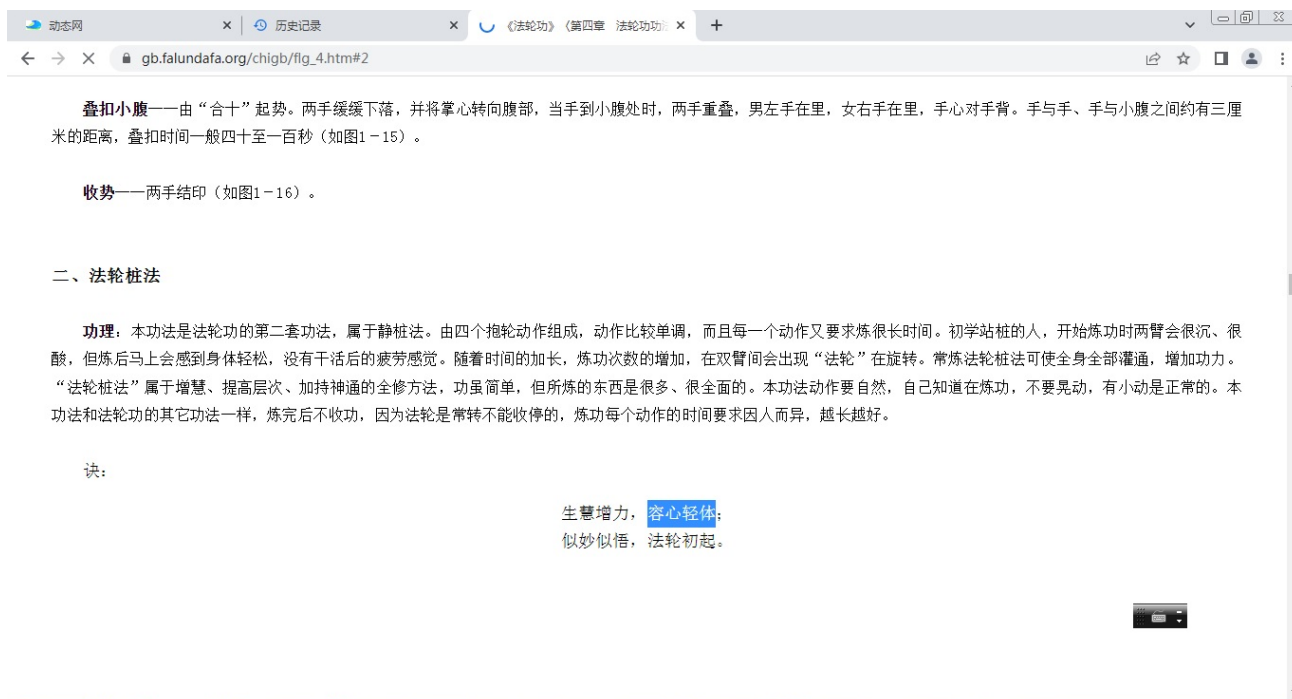 动态网
历史记录
《法轮功》（第四章 法轮功功法
gb.falundafa.org/chigb/flg_4.htm#2
叠扣小腹——由“合十”起势。两手缓缓下落，并将掌心转向腹部，当手到小腹处时，两手重叠，男左手在里，女右手在里，手心对手背。手与手、手与小腹之间约有三厘
米的距离，叠扣时间一般四十至一百秒（如图1－15）。
收势——两手结印（如图1－16）。
二、法轮桩法
功理：本功法是法轮功的第二套功法，属于静桩法。由四个抱轮动作组成，动作比较单调，而且每一个动作又要求炼很长时间。初学站桩的人，开始炼功时两臂会很沉、很
酸，但炼后马上会感到身体轻松，没有干活后的疲劳感觉。随着时间的加长，炼功次数的增加，在双臂间会出现“法轮”在旋转。常炼法轮桩法可使全身全部灌通，增加功力。
“法轮桩法”属于增慧、提高层次、加持神通的全修方法，功虽简单，但所炼的东西是很多、很全面的。本功法动作要自然，自己知道在炼功，不要晃动，有小动是正常的。本
功法和法轮功的其它功法一样，炼完后不收功，因为法轮是常转不能收停的，炼功每个动作的时间要求因人而异，越长越好。
诀：
生慧增力，容心轻体；
似妙似悟，法轮初起。